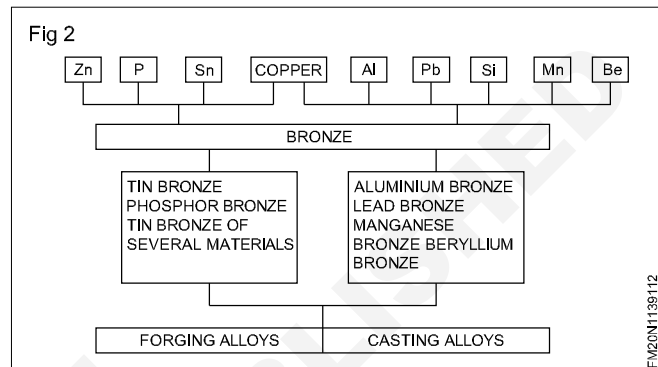 Fig 2
Zn P Sn COPPER Al Pb Si Mn Be
BRONZE
TIN BRONZE
PHOSPHOR BRONZE
TIN BRONZE OF
SEVERAL MATERIALS
ALUMINIUM BRONZE
LEAD BRONZE
MANGANESE
BRONZE BERYLLIUM
BRONZE
FORGING ALLOYS CASTING ALLOYS
FM20N1139112